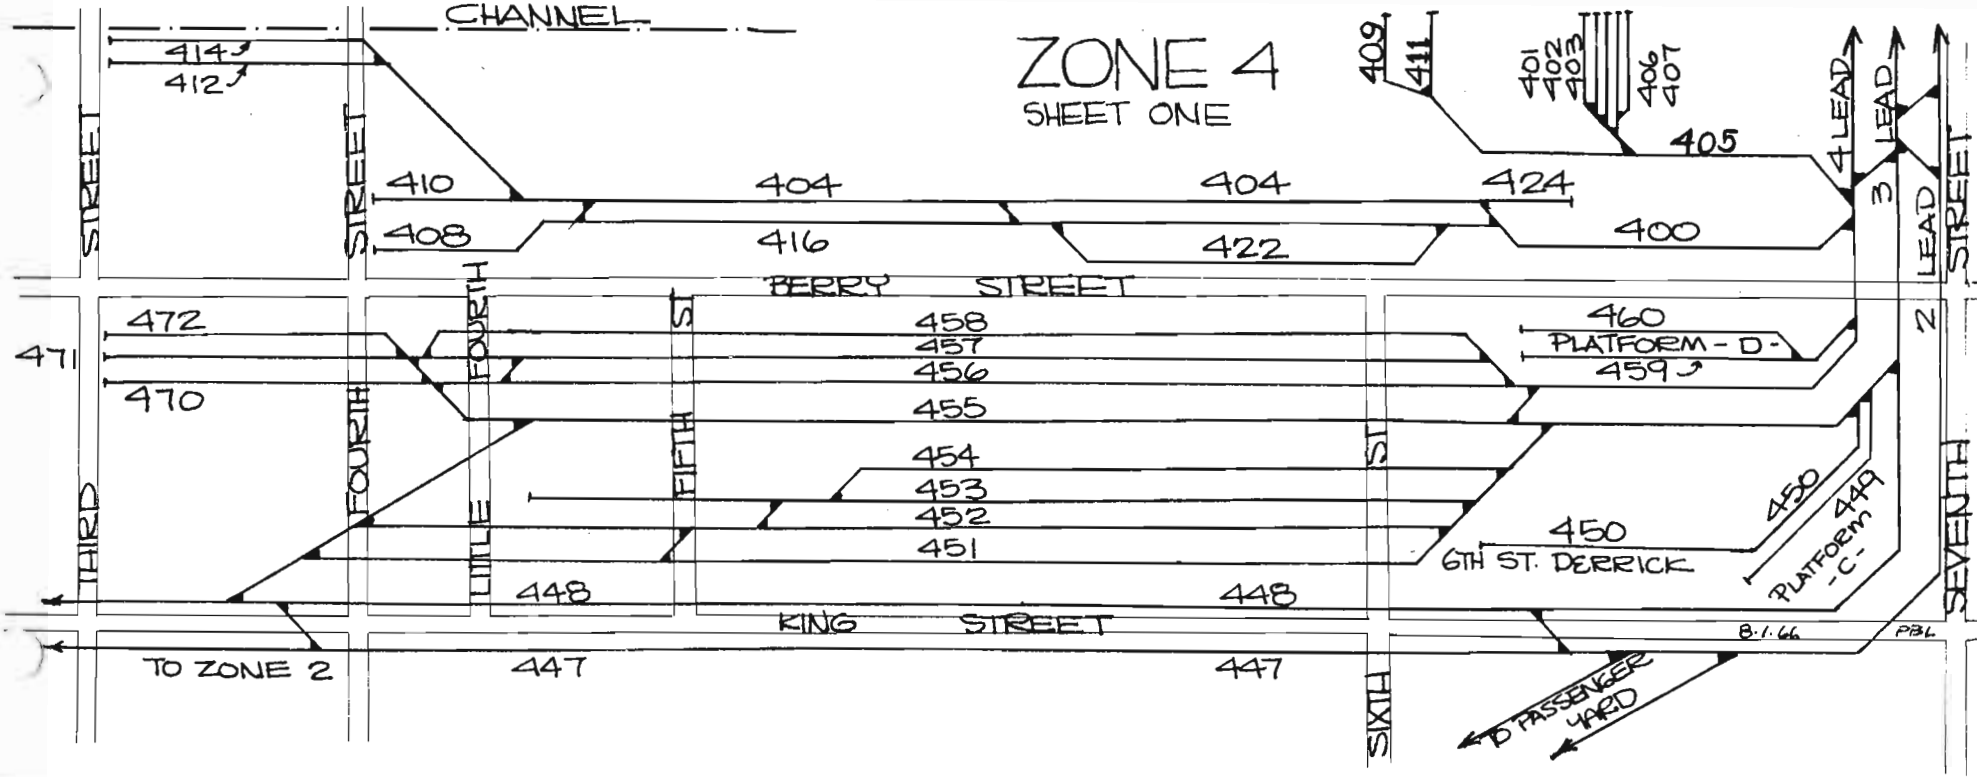 CHANNEL
414
412
ZONE 4
SHEET ONE
409
411
401
402
403
406
407
405
4 LEAD
3 LEAD
2 LEAD
STREET
STREET
STREET
410
404
404
424
408
416
422
400
BERRY STREET
472
471
470
458
457
456
455
460
PLATFORM - D -
459
454
453
452
451
450
6TH ST. DERRICK
450
449
PLATFORM
- C -
THIRD
FOURTH
LITTLE FOURTH
FIFTH ST
SIXTH ST
SEVENTH
448
448
KING STREET
8.1.66
PBL
TO ZONE 2
447
447
TO PASSENGER
YARD